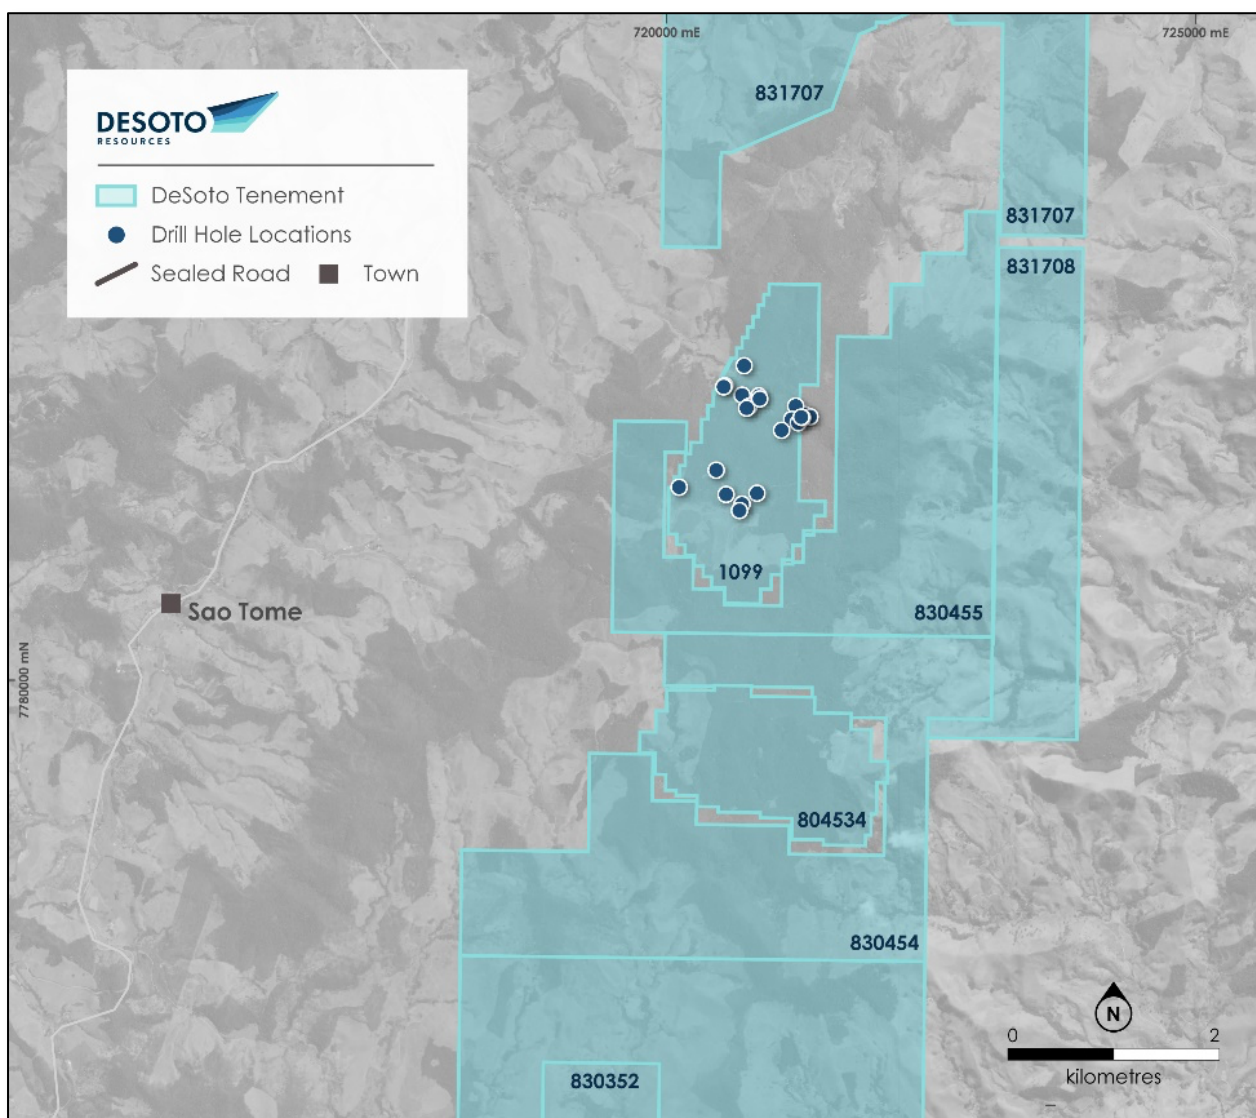 720000 mE
725000 mE
DESOTO
RESOURCES
DeSoto Tenement
Drill Hole Locations
Sealed Road
Town
831707
831707
831708
1099
830455
Sao Tome
7780000 mN
804534
830454
830352
N
0
2
kilometres